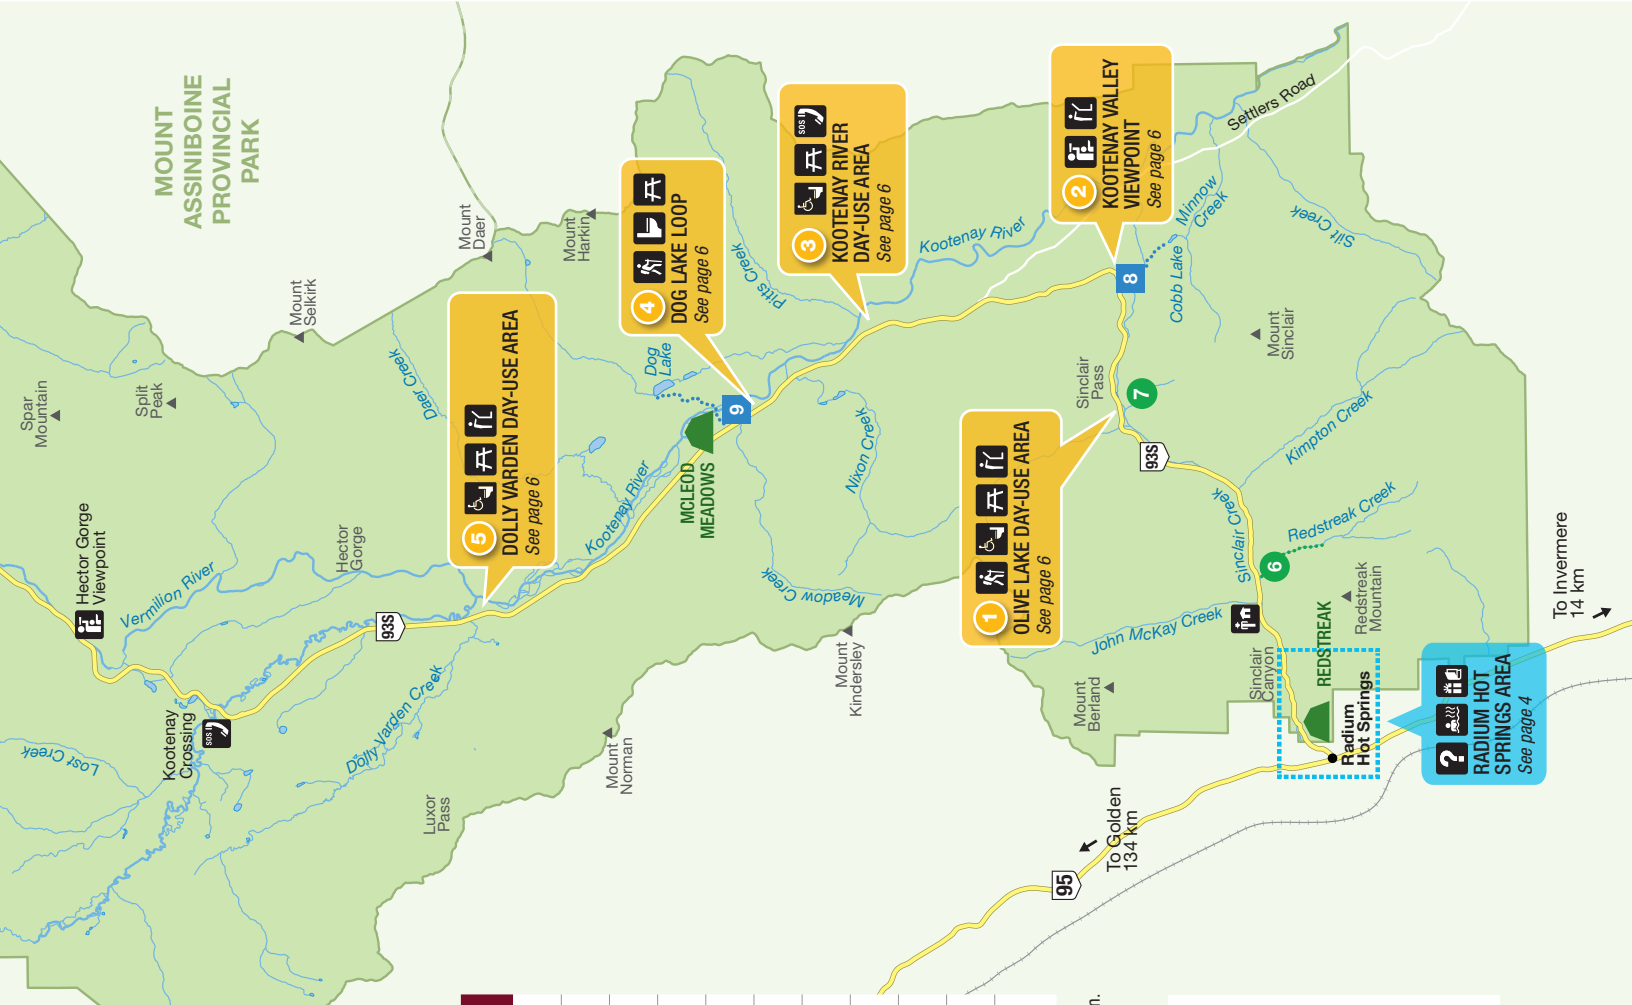 MOUNT
ASSINIBOINE
PROVINCIAL
PARK
Spar
Mountain
Split
Peak
Mount
Selkirk
Mount
Daer
Mount
Harkin
Hector Gorge
Viewpoint
Vermilion River
Hector
Gorge
Daer Creek
93S
Kootenay
Crossing
SOS
Lost Creek
Dolly Varden Creek
Luxor
Pass
Mount
Norman
Mount
Kindersley
5
DOLLY VARDEN DAY-USE AREA
See page 6
Kootenay River
4
DOG LAKE LOOP
See page 6
Dog
Lake
9
MCLEOD
MEADOWS
Pitts Creek
3
SOS
KOOTENAY RIVER
DAY-USE AREA
See page 6
Kootenay River
Nixon Creek
Meadow Creek
2
KOOTENAY VALLEY
VIEWPOINT
See page 6
Settlers Road
8
Cobb Lake
Minnow
Creek
Silt Creek
Mount
Sinclair
Sinclair
Pass
7
1
OLIVE LAKE DAY-USE AREA
See page 6
93S
Kimpton Creek
Sinclair Creek
Redstreak Creek
6
John McKay Creek
Redstreak
Mountain
Mount
Berland
Sinclair
Canyon
REDSTREAK
Radium
Hot Springs
?
RADIUM HOT
SPRINGS AREA
See page 4
To Invermere
14 km
To Golden
134 km
95
n.